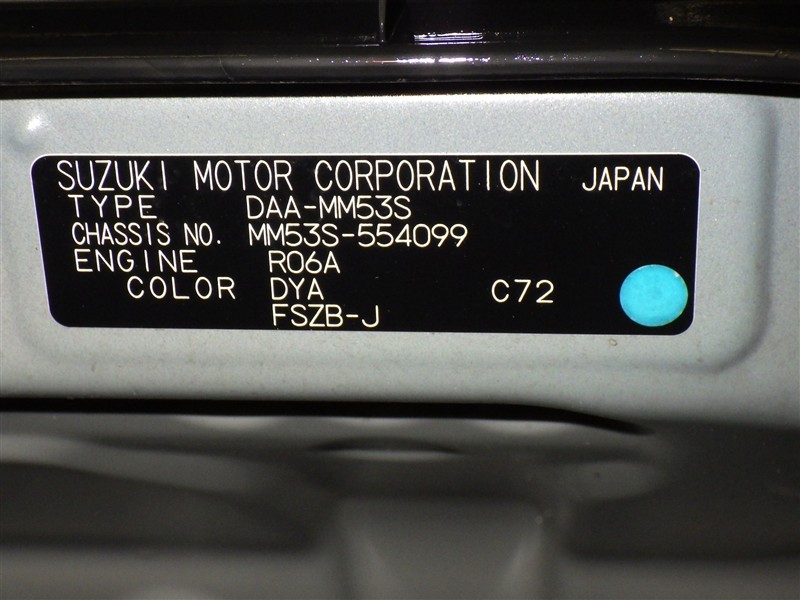 SUZUKI MOTOR CORPORATION JAPAN
TYPE DAA-MM53S
CHASSIS NO. MM53S-554099
ENGINE R06A
COLOR DYA C72
FSZB-J